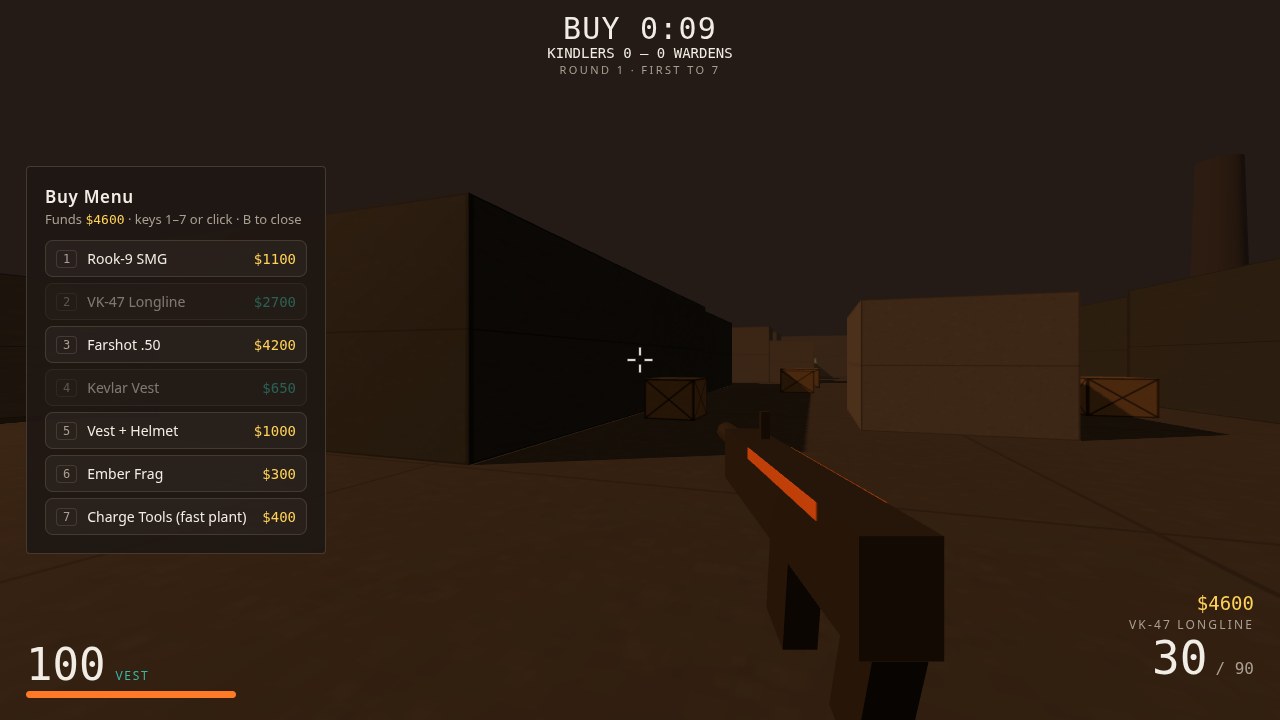 BUY 0:09
KINDLERS 0 — 0 WARDENS
ROUND 1 · FIRST TO 7
Buy Menu
Funds $4600 · keys 1–7 or click · B to close
1 Rook-9 SMG $1100
2 VK-47 Longline $2700
3 Farshot .50 $4200
4 Kevlar Vest $650
5 Vest + Helmet $1000
6 Ember Frag $300
7 Charge Tools (fast plant) $400
100 VEST
$4600
VK-47 LONGLINE
30 / 90